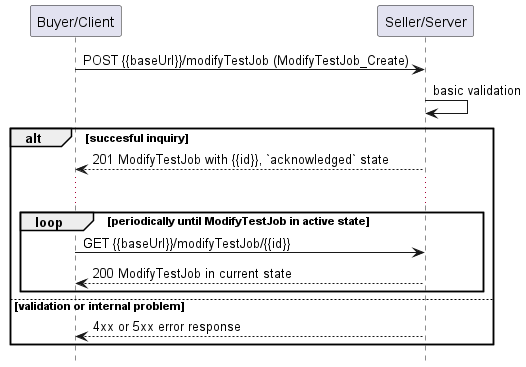 Buyer/Client
Seller/Server
POST {{baseUrl}}/modifyTestJob (ModifyTestJob_Create)
basic validation
alt [succesful inquiry]
201 ModifyTestJob with {{id}}, `acknowledged` state
loop [periodically until ModifyTestJob in active state]
GET {{baseUrl}}/modifyTestJob/{{id}}
200 ModifyTestJob in current state
[validation or internal problem]
4xx or 5xx error response